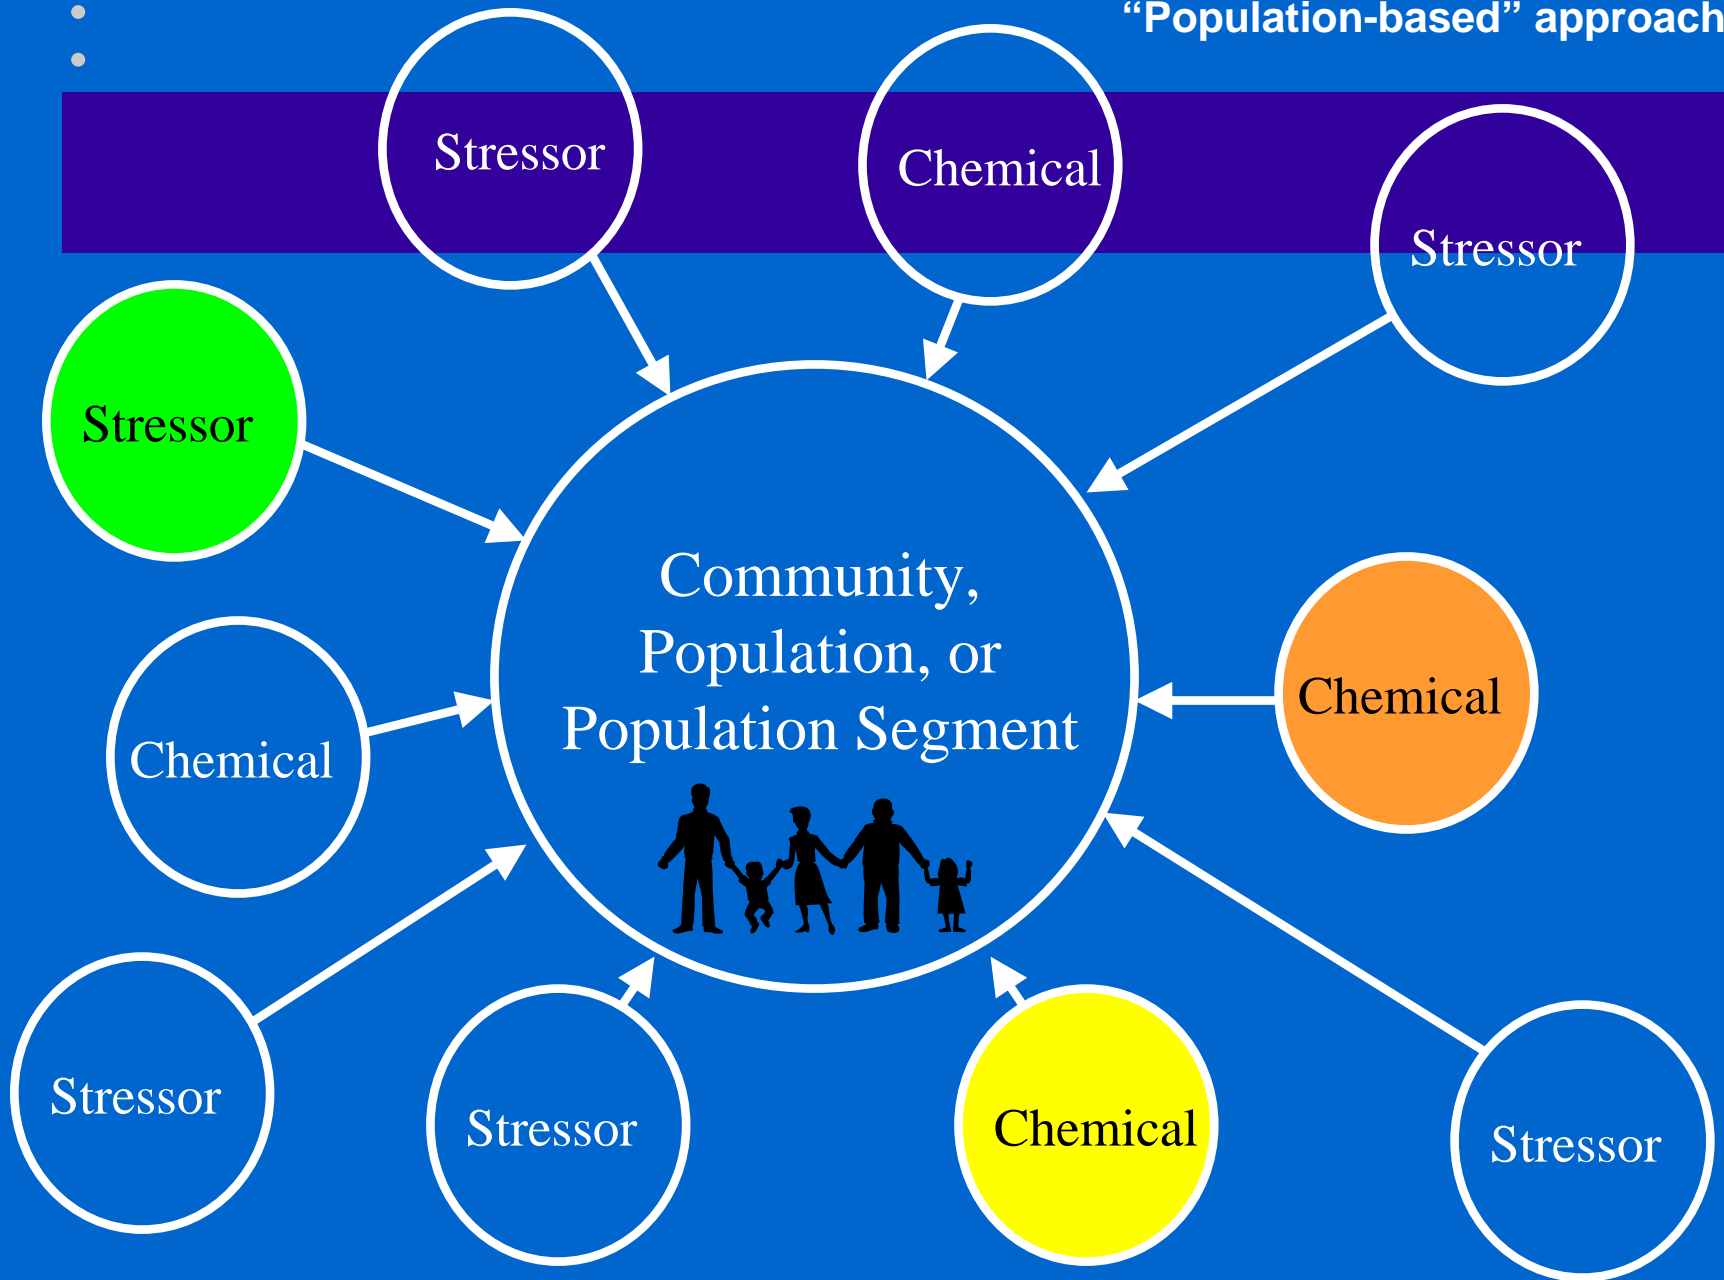 “Population-based” approach
Stressor
Chemical
Stressor
Stressor
Community,
Population, or
Population Segment
Chemical
Chemical
Stressor
Stressor
Chemical
Stressor